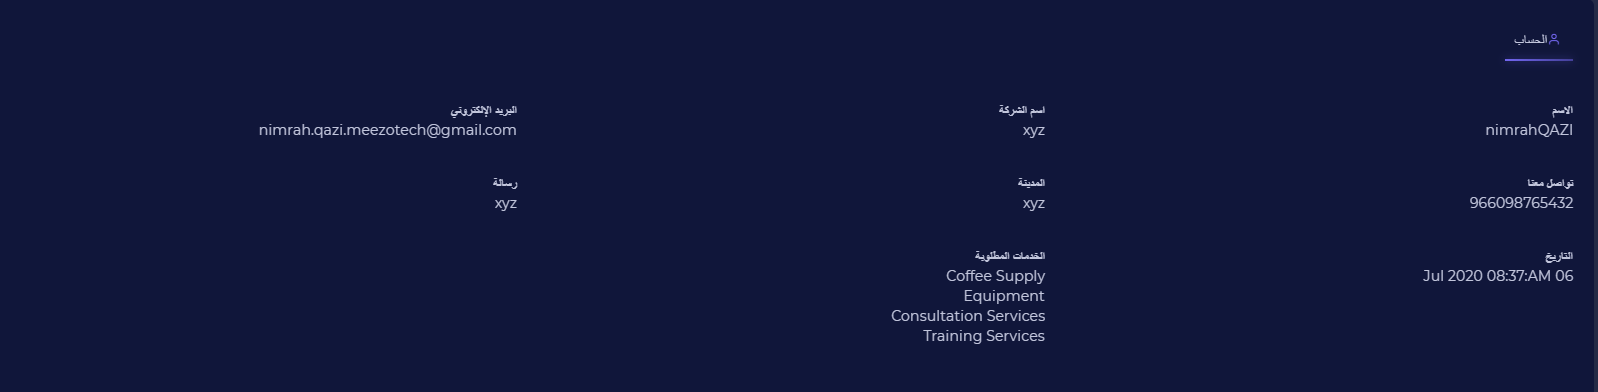 الحساب
الاسم
nimrahQAZI
اسم الشركة
xyz
البريد الإلكتروني
nimrah.qazi.meezotech@gmail.com
تواصل معنا
966098765432
المدينة
xyz
رسالة
xyz
التاريخ
Jul 2020 08:37:AM 06
الخدمات المطلوبة
Coffee Supply
Equipment
Consultation Services
Training Services